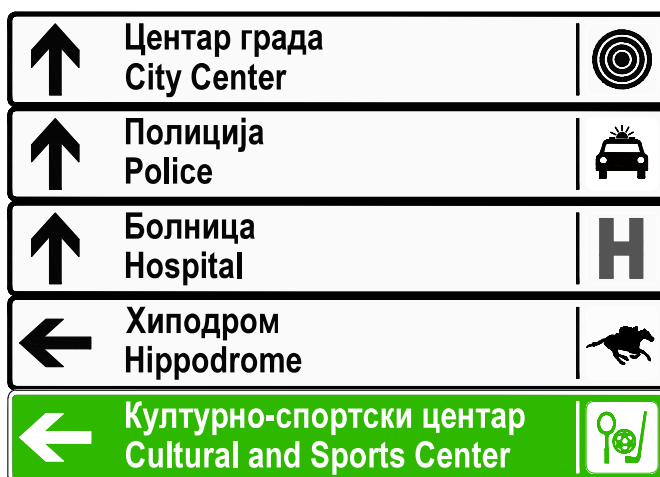 Центар града
City Center
Полиција
Police
Болница
Hospital
H
Хиподром
Hippodrome
Културно-спортски центар
Cultural and Sports Center